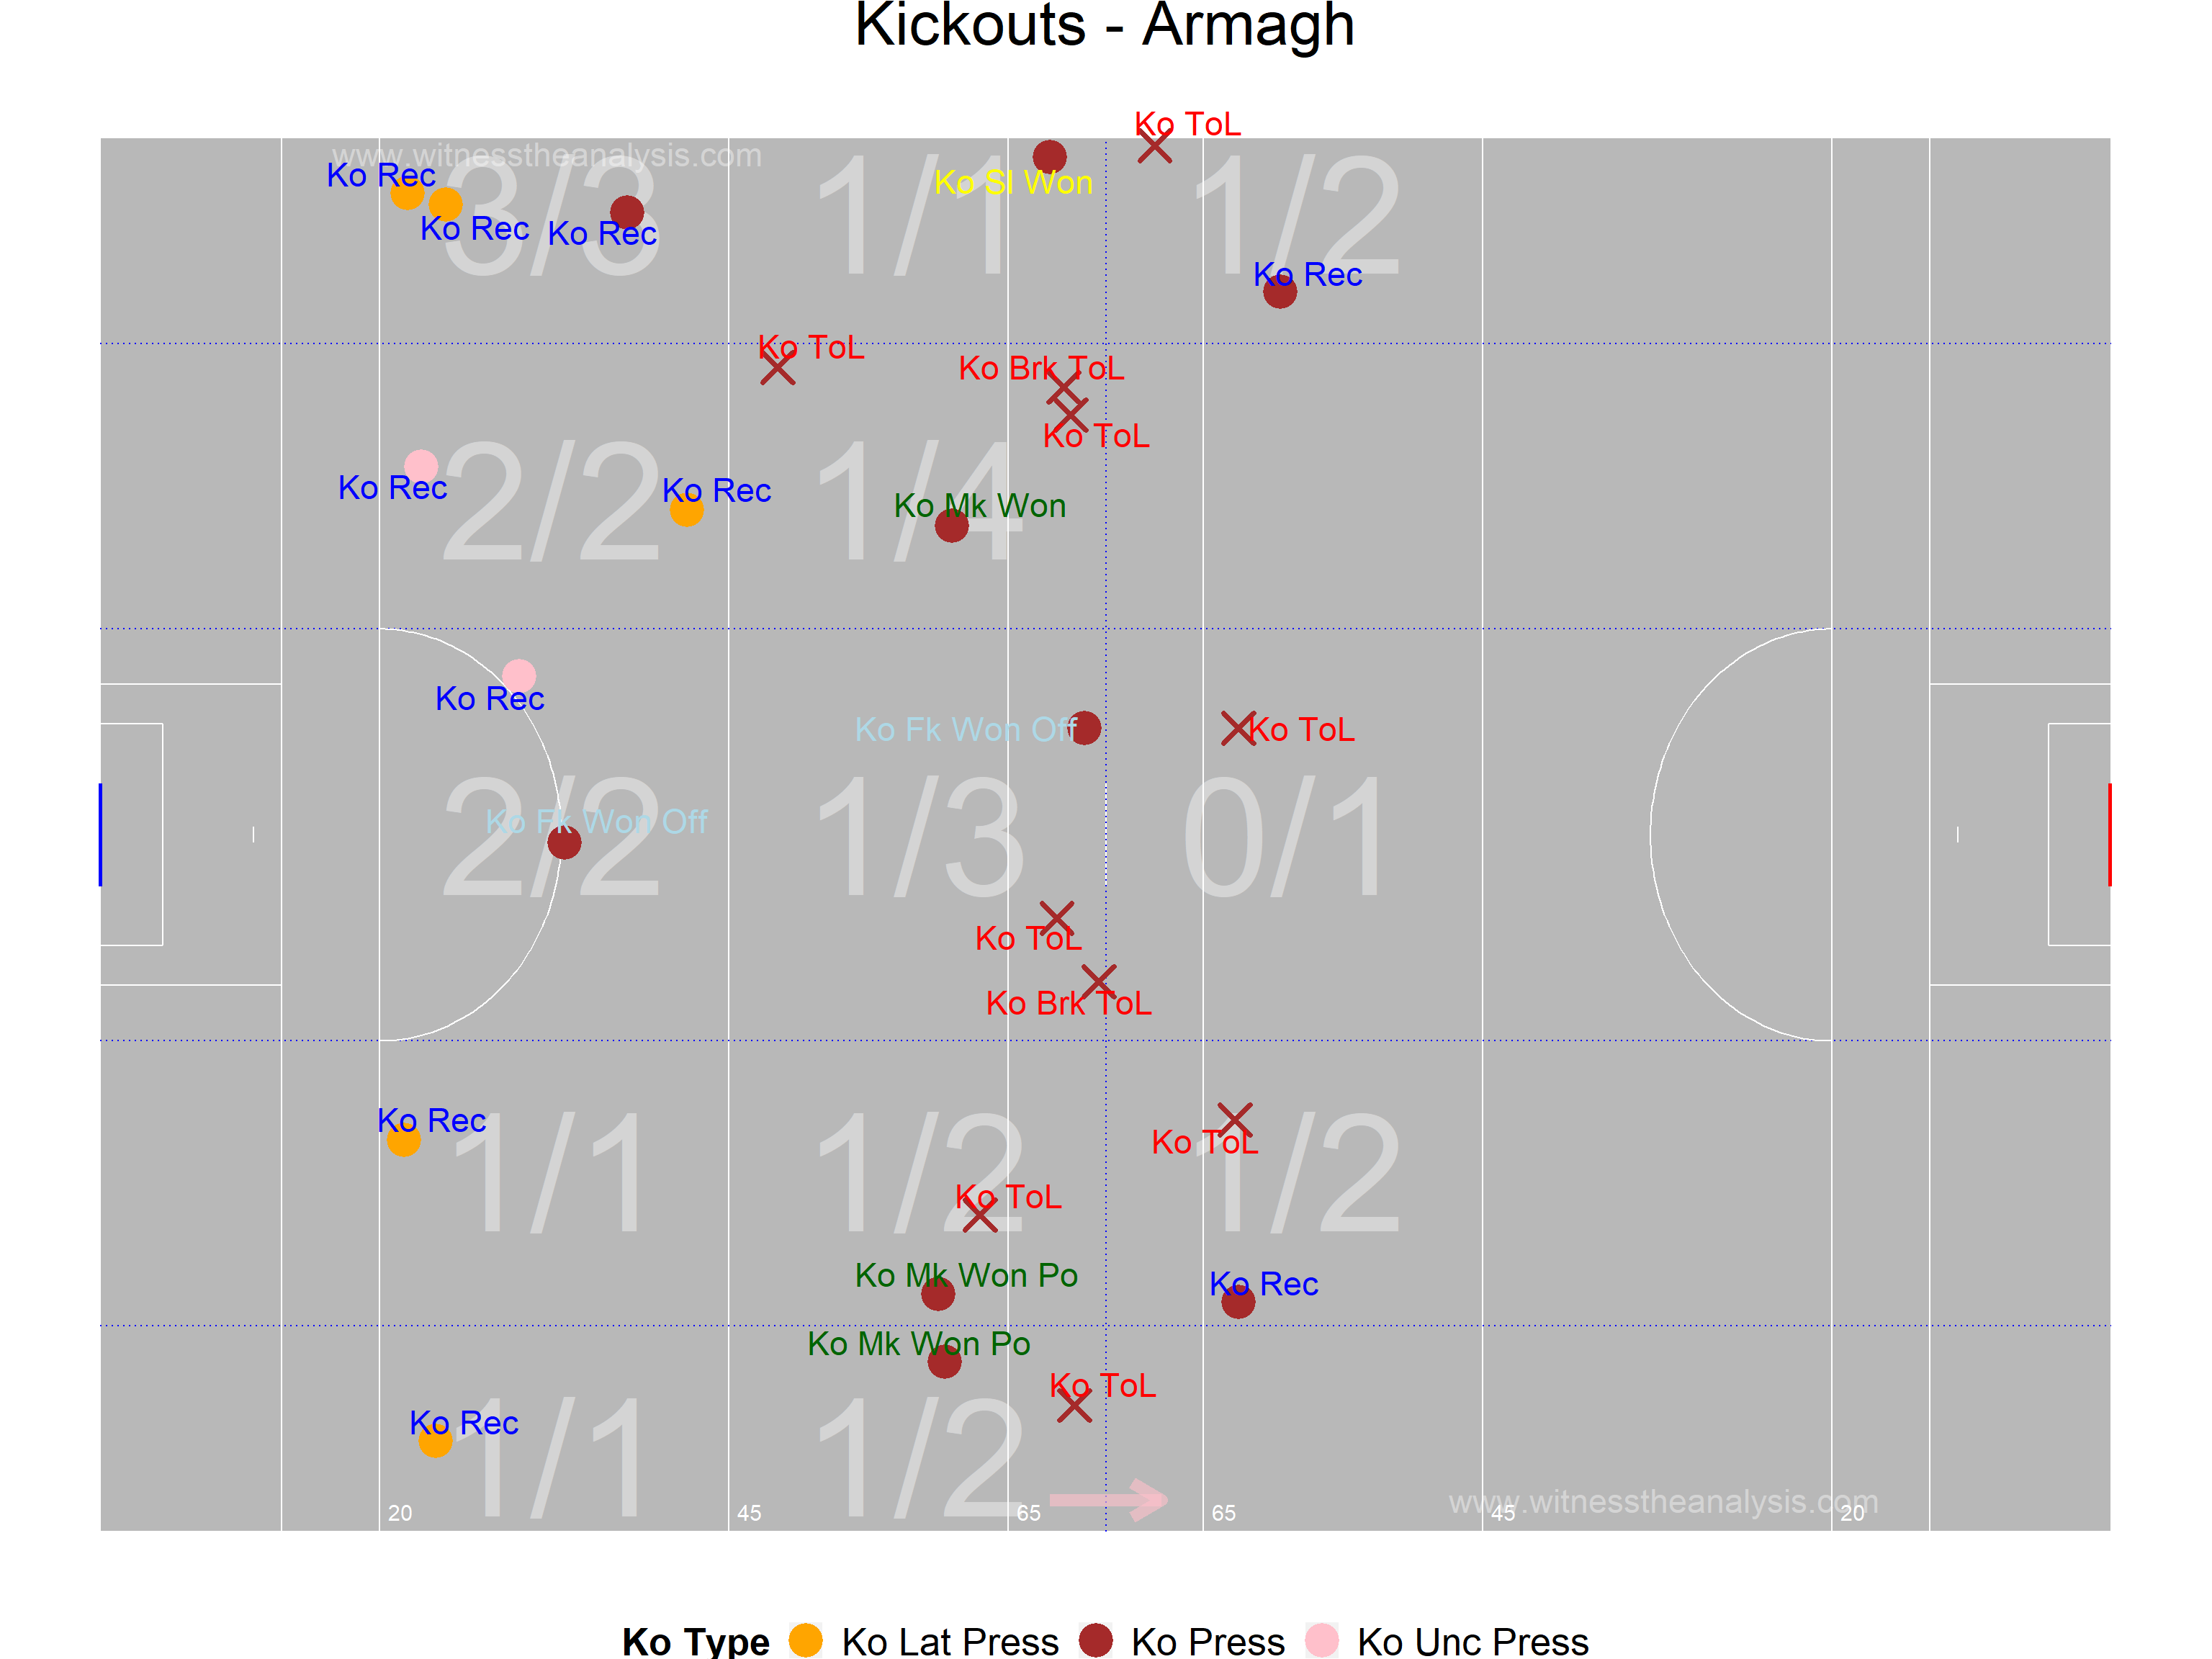 Kickouts - Armagh
Ko ToL
www.witnesstheanalysis.com
3/3
1/1
1/2
Ko Rec
Ko Sl Won
Ko Rec
Ko Rec
Ko Rec
Ko ToL
Ko Brk ToL
Ko ToL
2/2
1/4
Ko Rec
Ko Rec
Ko Mk Won
Ko Rec
Ko Fk Won Off
Ko ToL
2/2
1/3
0/1
Ko Fk Won Off
Ko ToL
Ko Brk ToL
Ko Rec
1/1
1/2
1/2
Ko ToL
Ko ToL
Ko Mk Won Po
Ko Rec
Ko Mk Won Po
Ko ToL
Ko Rec
1/1
1/2
www.witnesstheanalysis.com
20
45
65
65
45
20
Ko Type Ko Lat Press Ko Press Ko Unc Press